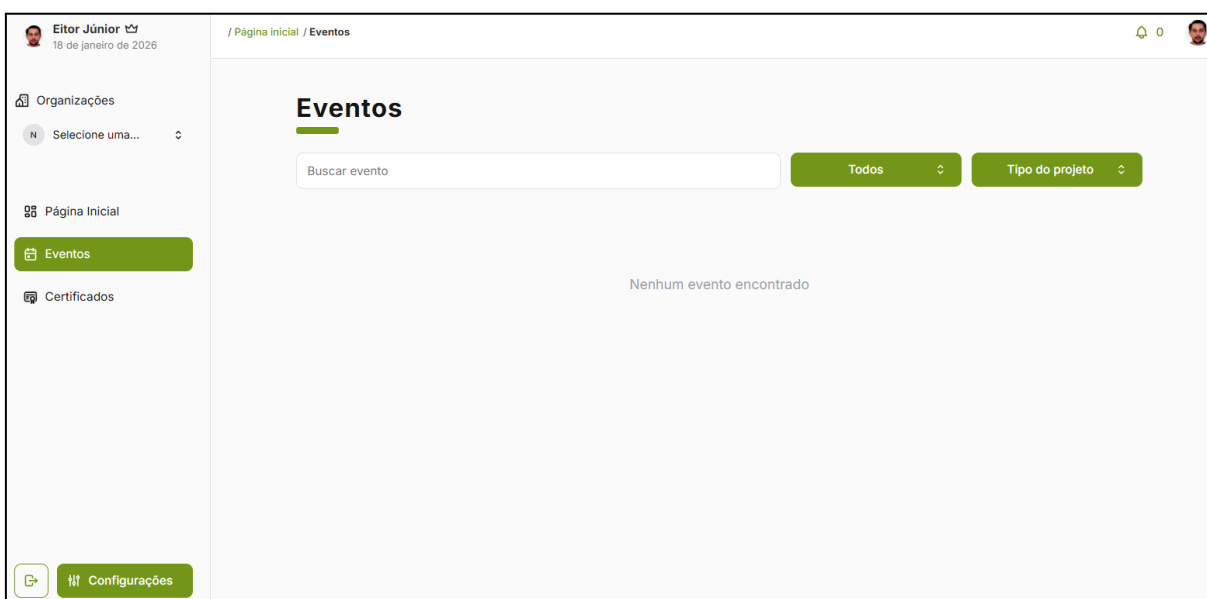 Eitor Júnior
18 de janeiro de 2026
/ Página inicial / Eventos
0
Organizações
N Selecione uma...
Eventos
Buscar evento
Todos
Tipo do projeto
Página Inicial
Eventos
Certificados
Nenhum evento encontrado
Configurações